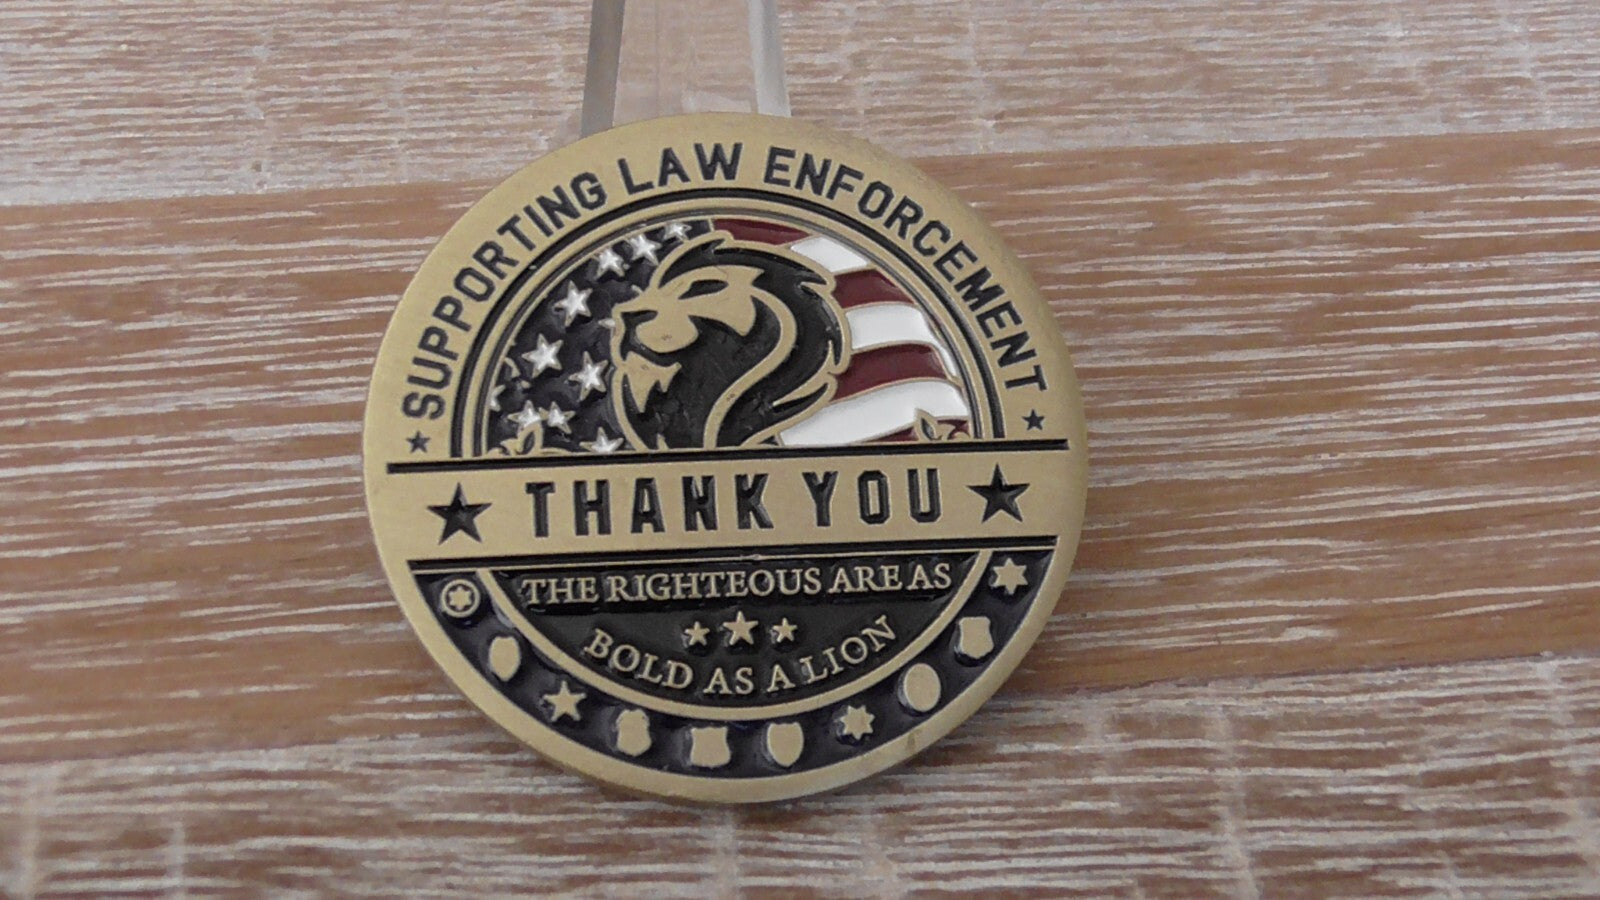 SUPPORTING LAW ENFORCEMENT
THANK YOU
THE RIGHTEOUS ARE AS
BOLD AS A LION